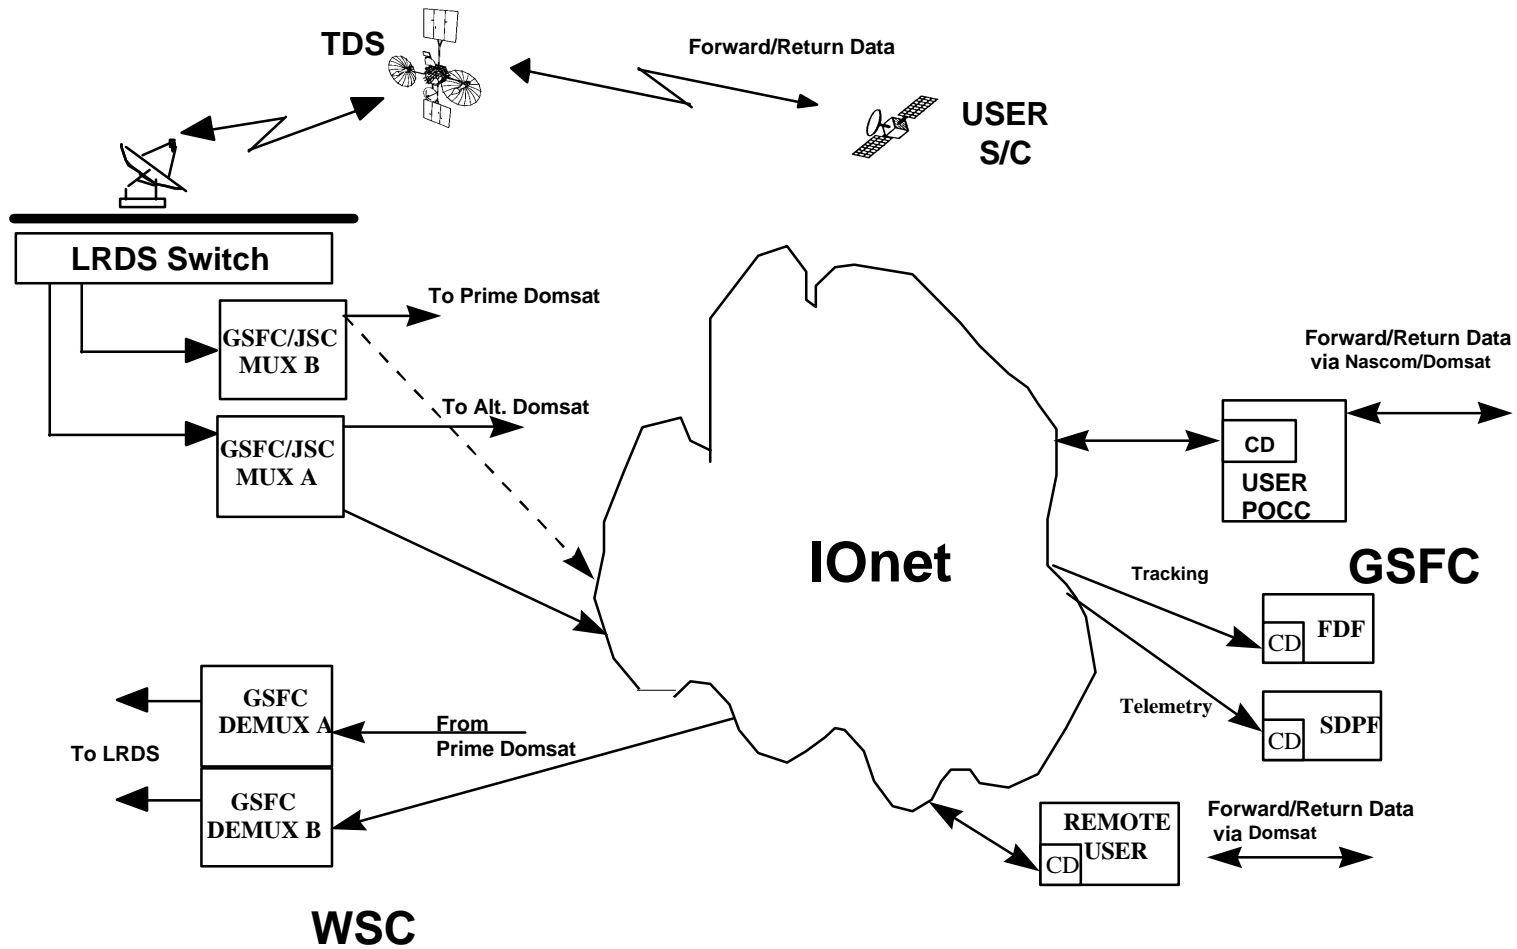 TDS
Forward/Return Data
USER
S/C
LRDS Switch
To Prime Domsat
GSFC/JSC
MUX B
To Alt. Domsat
GSFC/JSC
MUX A
Forward/Return Data
via Nascom/Domsat
CD
USER
POCC
IOnet
GSFC
Tracking
FDF
CD
Telemetry
SDPF
CD
GSFC
DEMUX A
From
Prime Domsat
To LRDS
GSFC
DEMUX B
REMOTE
USER
CD
Forward/Return Data
via Domsat
WSC